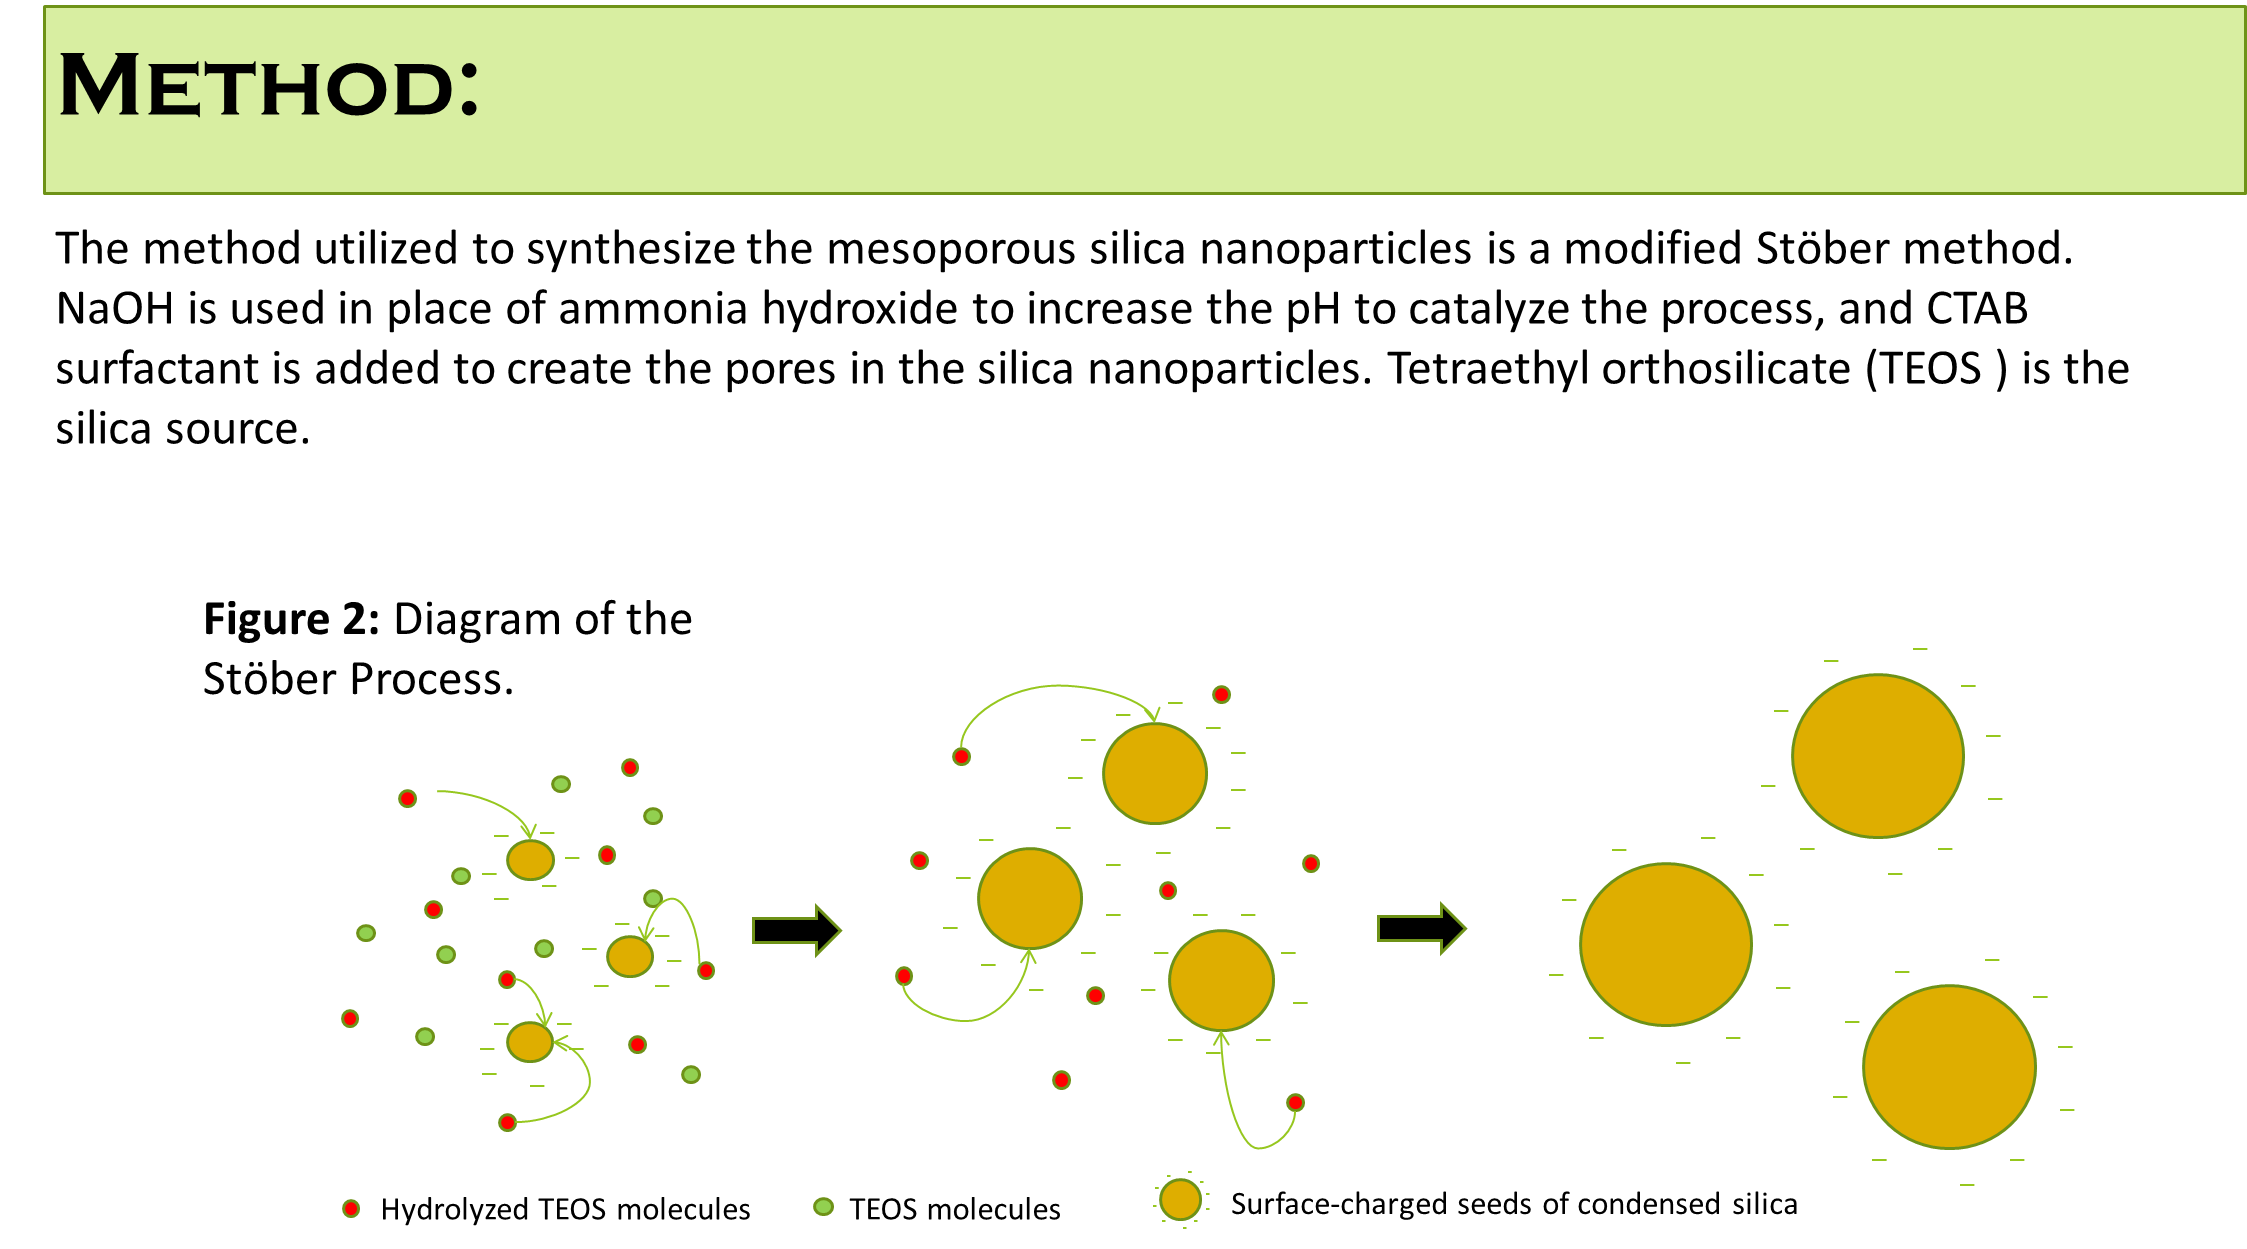 METHOD:
The method utilized to synthesize the mesoporous silica nanoparticles is a modified Stöber method.
NaOH is used in place of ammonia hydroxide to increase the pH to catalyze the process, and CTAB
surfactant is added to create the pores in the silica nanoparticles. Tetraethyl orthosilicate (TEOS ) is the
silica source.
Figure 2: Diagram of the
Stöber Process.
Hydrolyzed TEOS molecules
TEOS molecules
Surface-charged seeds of condensed silica